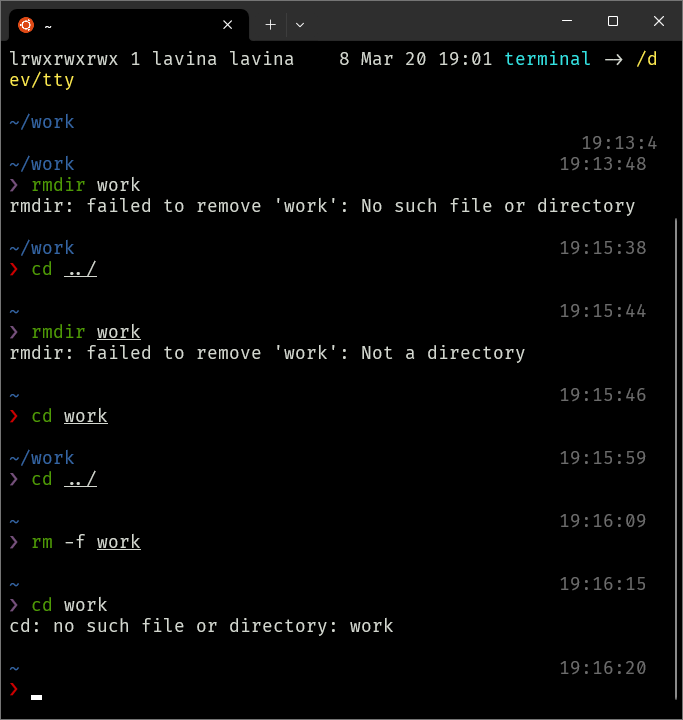 ~
lrwxrwxrwx 1 lavina lavina    8 Mar 20 19:01 terminal -> /d
ev/tty
~/work
19:13:4
~/work 19:13:48
❯ rmdir work
rmdir: failed to remove 'work': No such file or directory
~/work 19:15:38
❯ cd ../
~ 19:15:44
❯ rmdir work
rmdir: failed to remove 'work': Not a directory
~ 19:15:46
❯ cd work
~/work 19:15:59
❯ cd ../
~ 19:16:09
❯ rm -f work
~ 19:16:15
❯ cd work
cd: no such file or directory: work
~ 19:16:20
❯